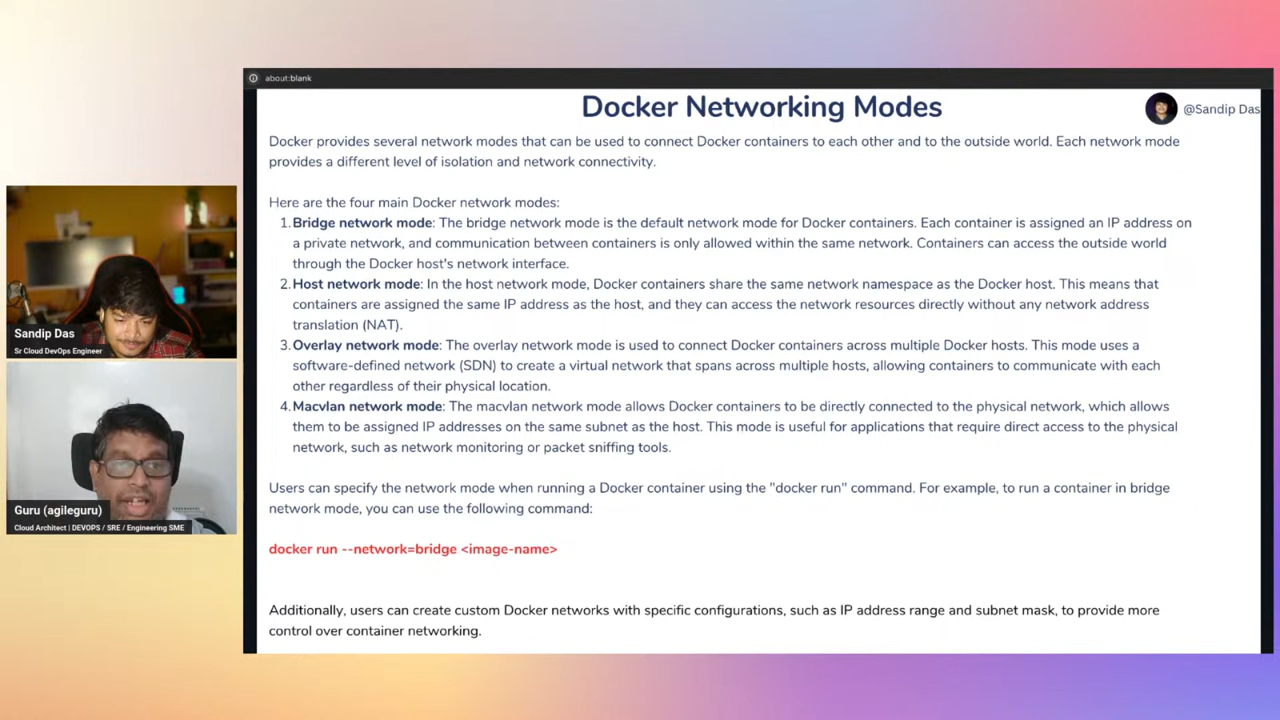 about:blank
Docker Networking Modes
@Sandip Das
Docker provides several network modes that can be used to connect Docker containers to each other and to the outside world. Each network mode
provides a different level of isolation and network connectivity.
Here are the four main Docker network modes:
1. Bridge network mode: The bridge network mode is the default network mode for Docker containers. Each container is assigned an IP address on
a private network, and communication between containers is only allowed within the same network. Containers can access the outside world
through the Docker host's network interface.
2. Host network mode: In the host network mode, Docker containers share the same network namespace as the Docker host. This means that
containers are assigned the same IP address as the host, and they can access the network resources directly without any network address
translation (NAT).
3. Overlay network mode: The overlay network mode is used to connect Docker containers across multiple Docker hosts. This mode uses a
software-defined network (SDN) to create a virtual network that spans across multiple hosts, allowing containers to communicate with each
other regardless of their physical location.
4. Macvlan network mode: The macvlan network mode allows Docker containers to be directly connected to the physical network, which allows
them to be assigned IP addresses on the same subnet as the host. This mode is useful for applications that require direct access to the physical
network, such as network monitoring or packet sniffing tools.
Users can specify the network mode when running a Docker container using the "docker run" command. For example, to run a container in bridge
network mode, you can use the following command:
docker run --network=bridge <image-name>
Additionally, users can create custom Docker networks with specific configurations, such as IP address range and subnet mask, to provide more
control over container networking.
Sandip Das
Sr Cloud DevOps Engineer
Guru (agileguru)
Cloud Architect | DEVOPS / SRE / Engineering SME